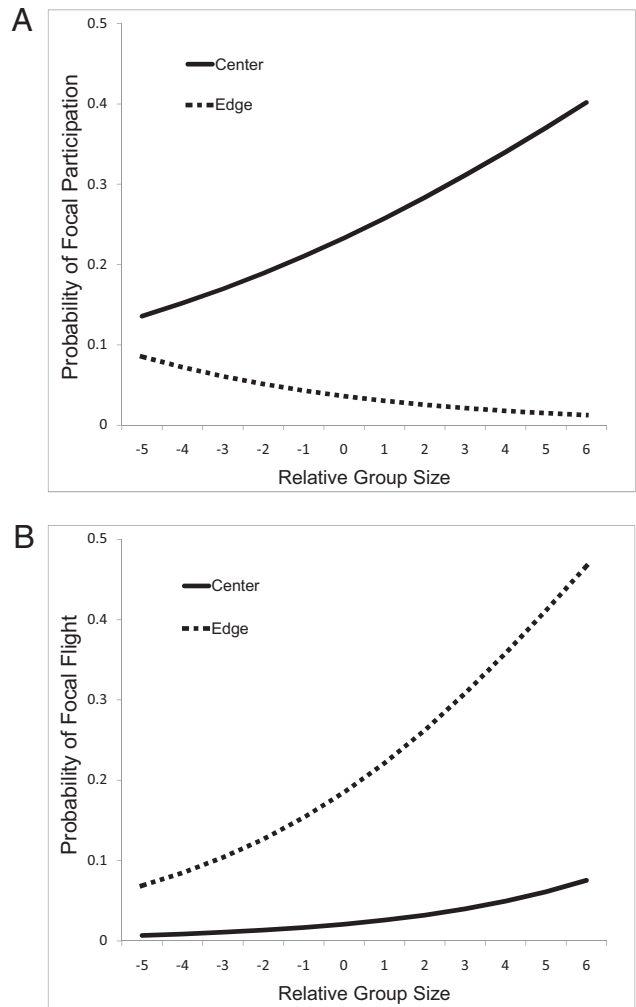 A
0.5
Center
Edge
0.4
0.3
0.2
0.1
0
Probability of Focal Participation
-5 -4 -3 -2 -1 0 1 2 3 4 5 6
Relative Group Size
B
0.5
Center
Edge
0.4
0.3
0.2
0.1
0
Probability of Focal Flight
-5 -4 -3 -2 -1 0 1 2 3 4 5 6
Relative Group Size